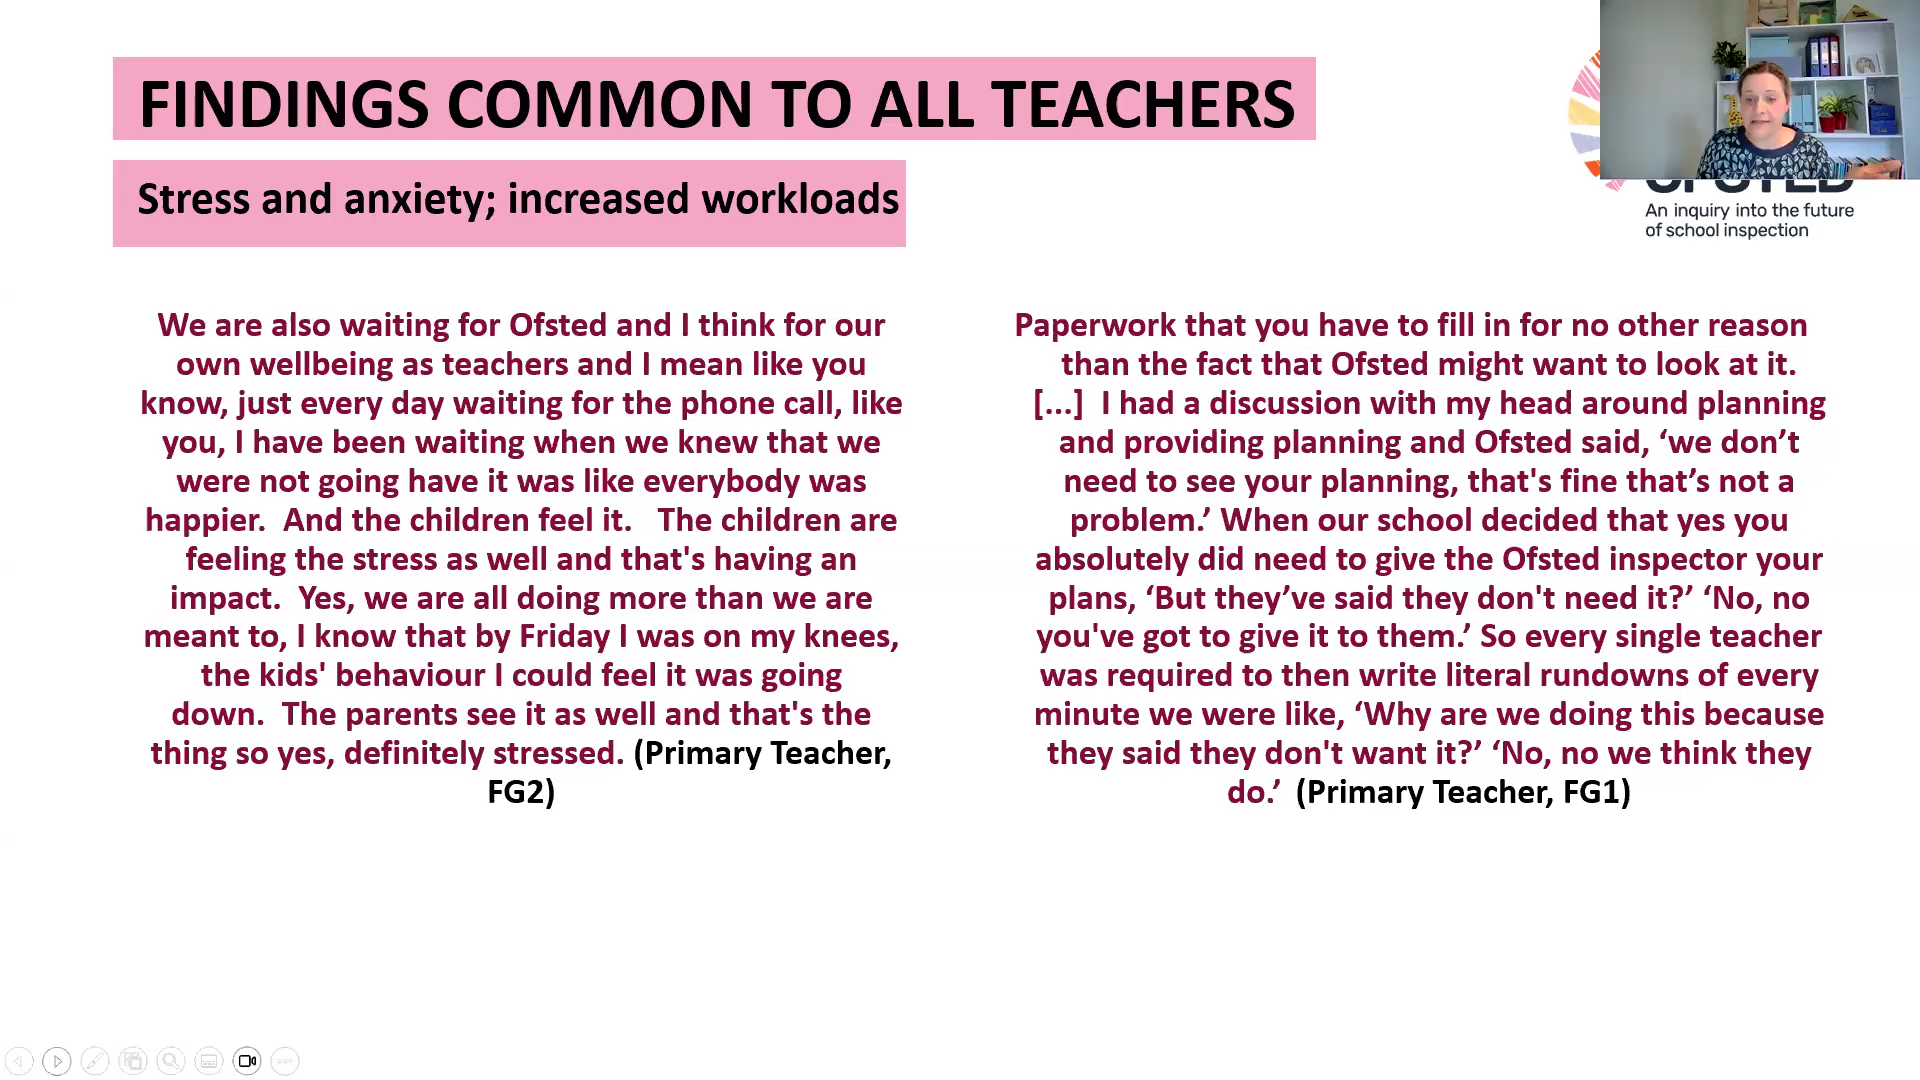 FINDINGS COMMON TO ALL TEACHERS
Stress and anxiety; increased workloads
An inquiry into the future
of school inspection
We are also waiting for Ofsted and I think for our
own wellbeing as teachers and I mean like you
know, just every day waiting for the phone call, like
you, I have been waiting when we knew that we
were not going have it was like everybody was
happier.  And the children feel it.   The children are
feeling the stress as well and that's having an
impact.  Yes, we are all doing more than we are
meant to, I know that by Friday I was on my knees,
the kids' behaviour I could feel it was going
down.  The parents see it as well and that's the
thing so yes, definitely stressed. (Primary Teacher,
FG2)
Paperwork that you have to fill in for no other reason
than the fact that Ofsted might want to look at it.
[...]  I had a discussion with my head around planning
and providing planning and Ofsted said, ‘we don’t
need to see your planning, that's fine that’s not a
problem.’ When our school decided that yes you
absolutely did need to give the Ofsted inspector your
plans, ‘But they’ve said they don't need it?’ ‘No, no
you've got to give it to them.’ So every single teacher
was required to then write literal rundowns of every
minute we were like, ‘Why are we doing this because
they said they don't want it?’ ‘No, no we think they
do.’  (Primary Teacher, FG1)